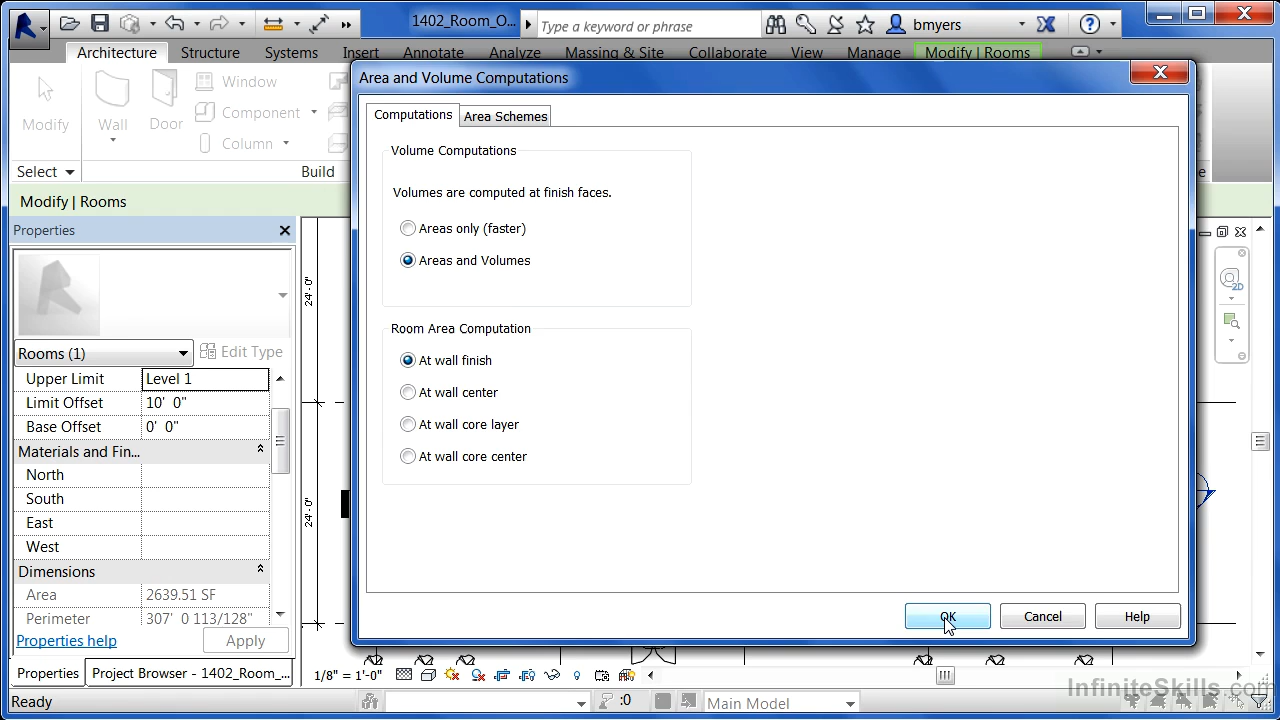 1402_Room_O...
Type a keyword or phrase
bmyers
Architecture
Structure
Systems
Insert
Annotate
Analyze
Massing & Site
Collaborate
View
Manage
Modify | Rooms
Modify
Wall
Door
Window
Component
Column
Select
Build
Modify | Rooms
Properties
Rooms (1)
Edit Type
Upper Limit Level 1
Limit Offset 10' 0"
Base Offset 0' 0"
Materials and Fin...
North
South
East
West
Dimensions
Area 2639.51 SF
Perimeter 307' 0 113/128"
Properties help
Apply
Properties
Project Browser - 1402_Room_...
Area and Volume Computations
Computations
Area Schemes
Volume Computations
Volumes are computed at finish faces.
Areas only (faster)
Areas and Volumes
Room Area Computation
At wall finish
At wall center
At wall core layer
At wall core center
OK
Cancel
Help
24' - 0"
24' - 0"
2D
1/8" = 1'-0"
Ready
:0
Main Model
InfiniteSkills.com